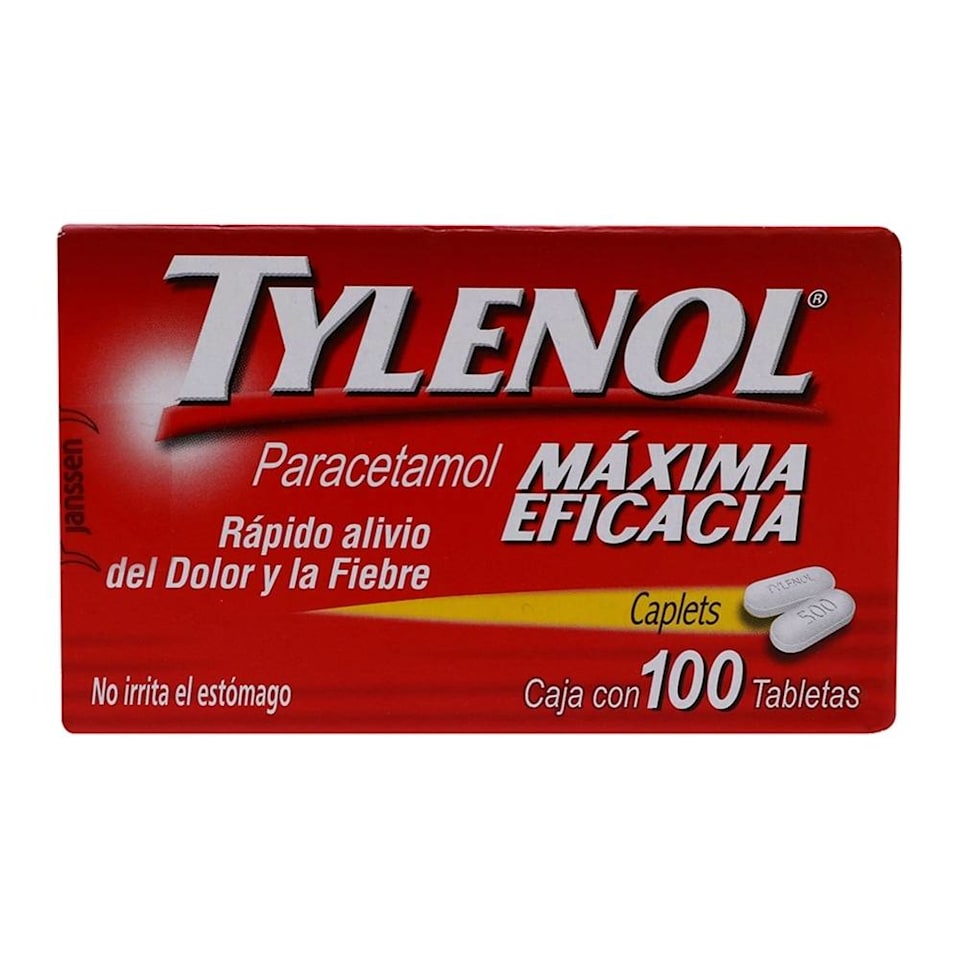 TYLENOL®
Paracetamol
MÁXIMA
EFICACIA
Rápido alivio
del Dolor y la Fiebre
janssen
Caplets
TYLENOL
500
No irrita el estómago
Caja con 100 Tabletas